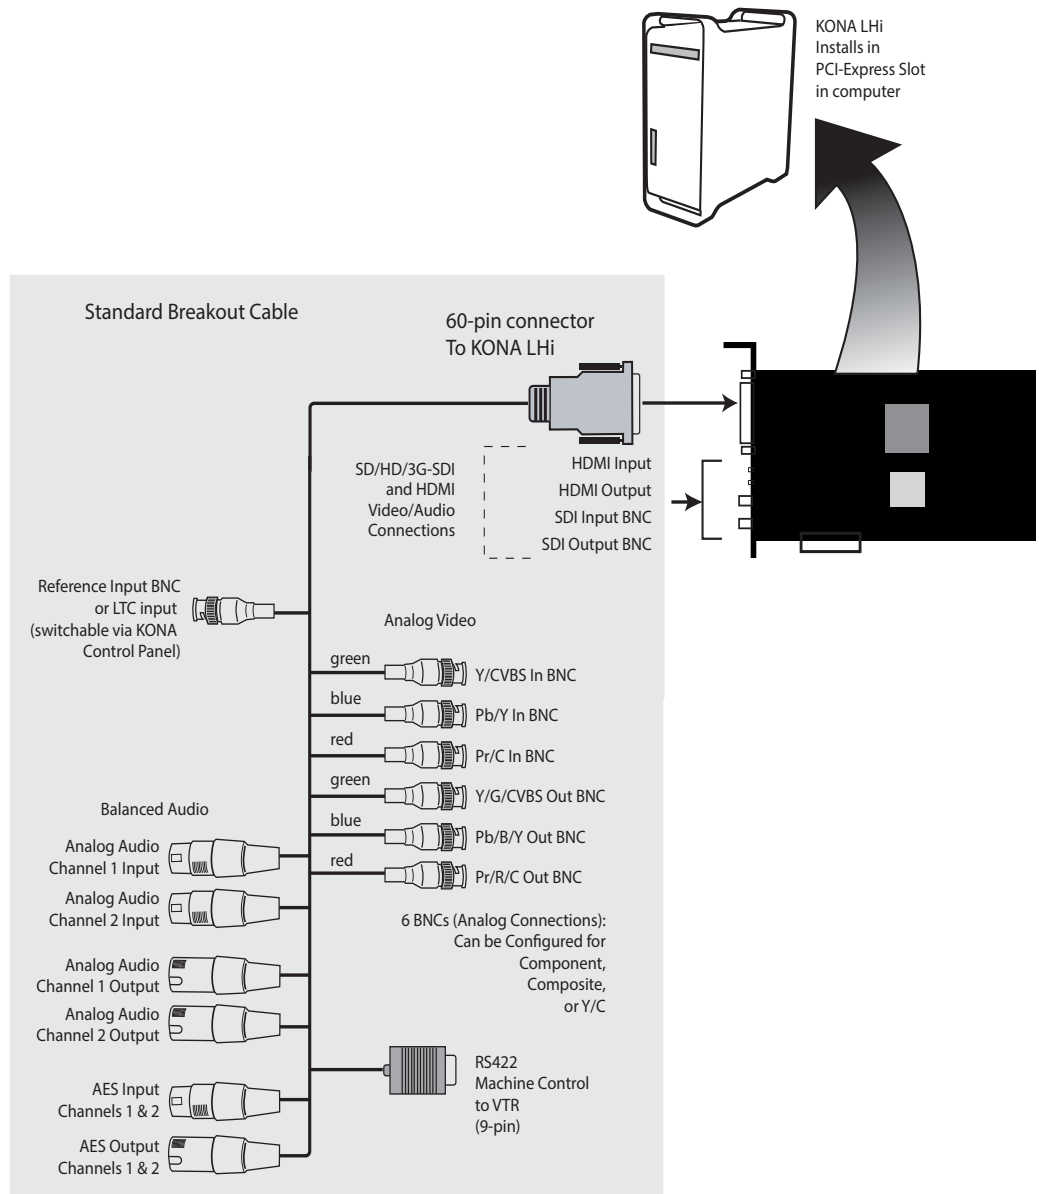 KONA LHi
Installs in
PCI-Express Slot
in computer
Standard Breakout Cable
60-pin connector
To KONA LHi
SD/HD/3G-SDI
and HDMI
Video/Audio
Connections
HDMI Input
HDMI Output
SDI Input BNC
SDI Output BNC
Reference Input BNC
or LTC input
(switchable via KONA
Control Panel)
Analog Video
green
Y/CVBS In BNC
blue
Pb/Y In BNC
red
Pr/C In BNC
green
Y/G/CVBS Out BNC
blue
Pb/B/Y Out BNC
red
Pr/R/C Out BNC
6 BNCs (Analog Connections):
Can be Configured for
Component,
Composite,
or Y/C
Balanced Audio
Analog Audio
Channel 1 Input
Analog Audio
Channel 2 Input
Analog Audio
Channel 1 Output
Analog Audio
Channel 2 Output
AES Input
Channels 1 & 2
AES Output
Channels 1 & 2
RS422
Machine Control
to VTR
(9-pin)